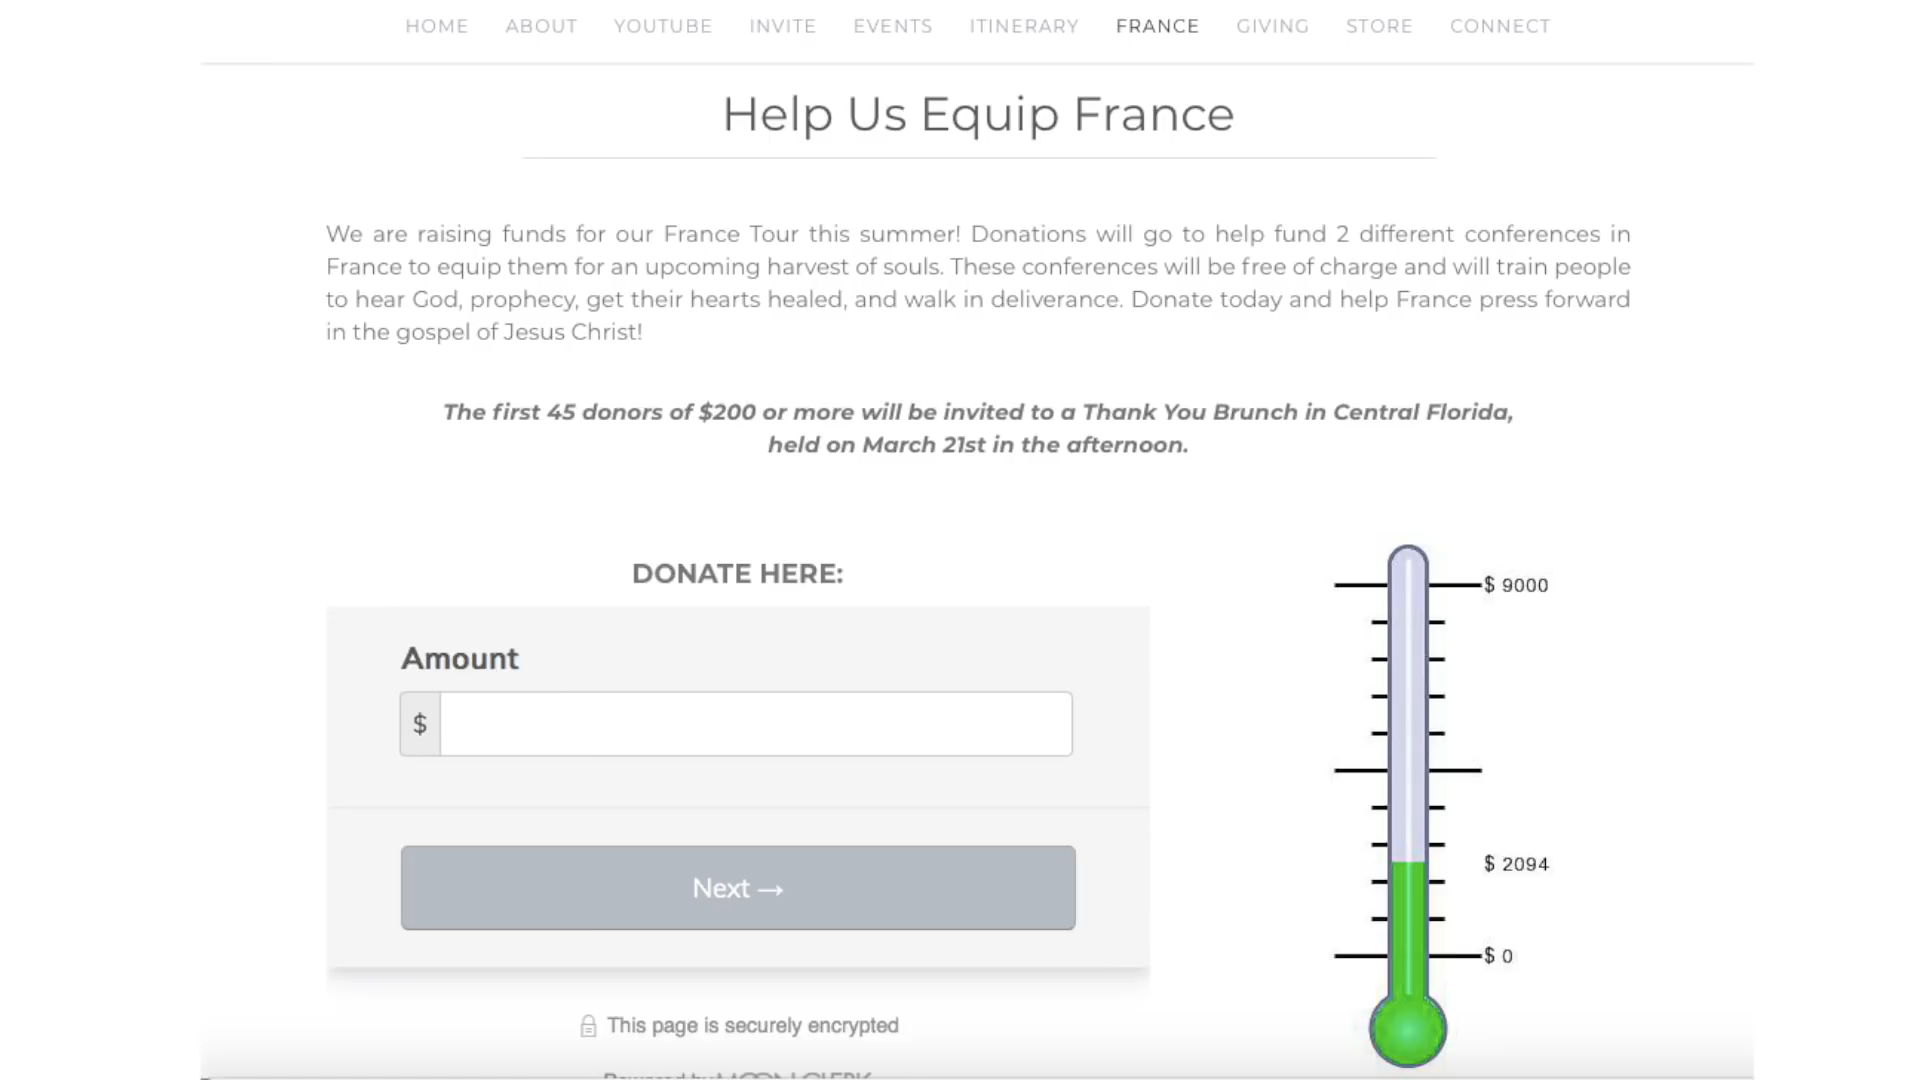 HOME ABOUT YOUTUBE INVITE EVENTS ITINERARY FRANCE GIVING STORE CONNECT
Help Us Equip France
We are raising funds for our France Tour this summer! Donations will go to help fund 2 different conferences in
France to equip them for an upcoming harvest of souls. These conferences will be free of charge and will train people
to hear God, prophecy, get their hearts healed, and walk in deliverance. Donate today and help France press forward
in the gospel of Jesus Christ!
The first 45 donors of $200 or more will be invited to a Thank You Brunch in Central Florida,
held on March 21st in the afternoon.
DONATE HERE:
Amount
$
Next →
This page is securely encrypted
Powered by MOONCLERK
$ 9000
$ 2094
$ 0